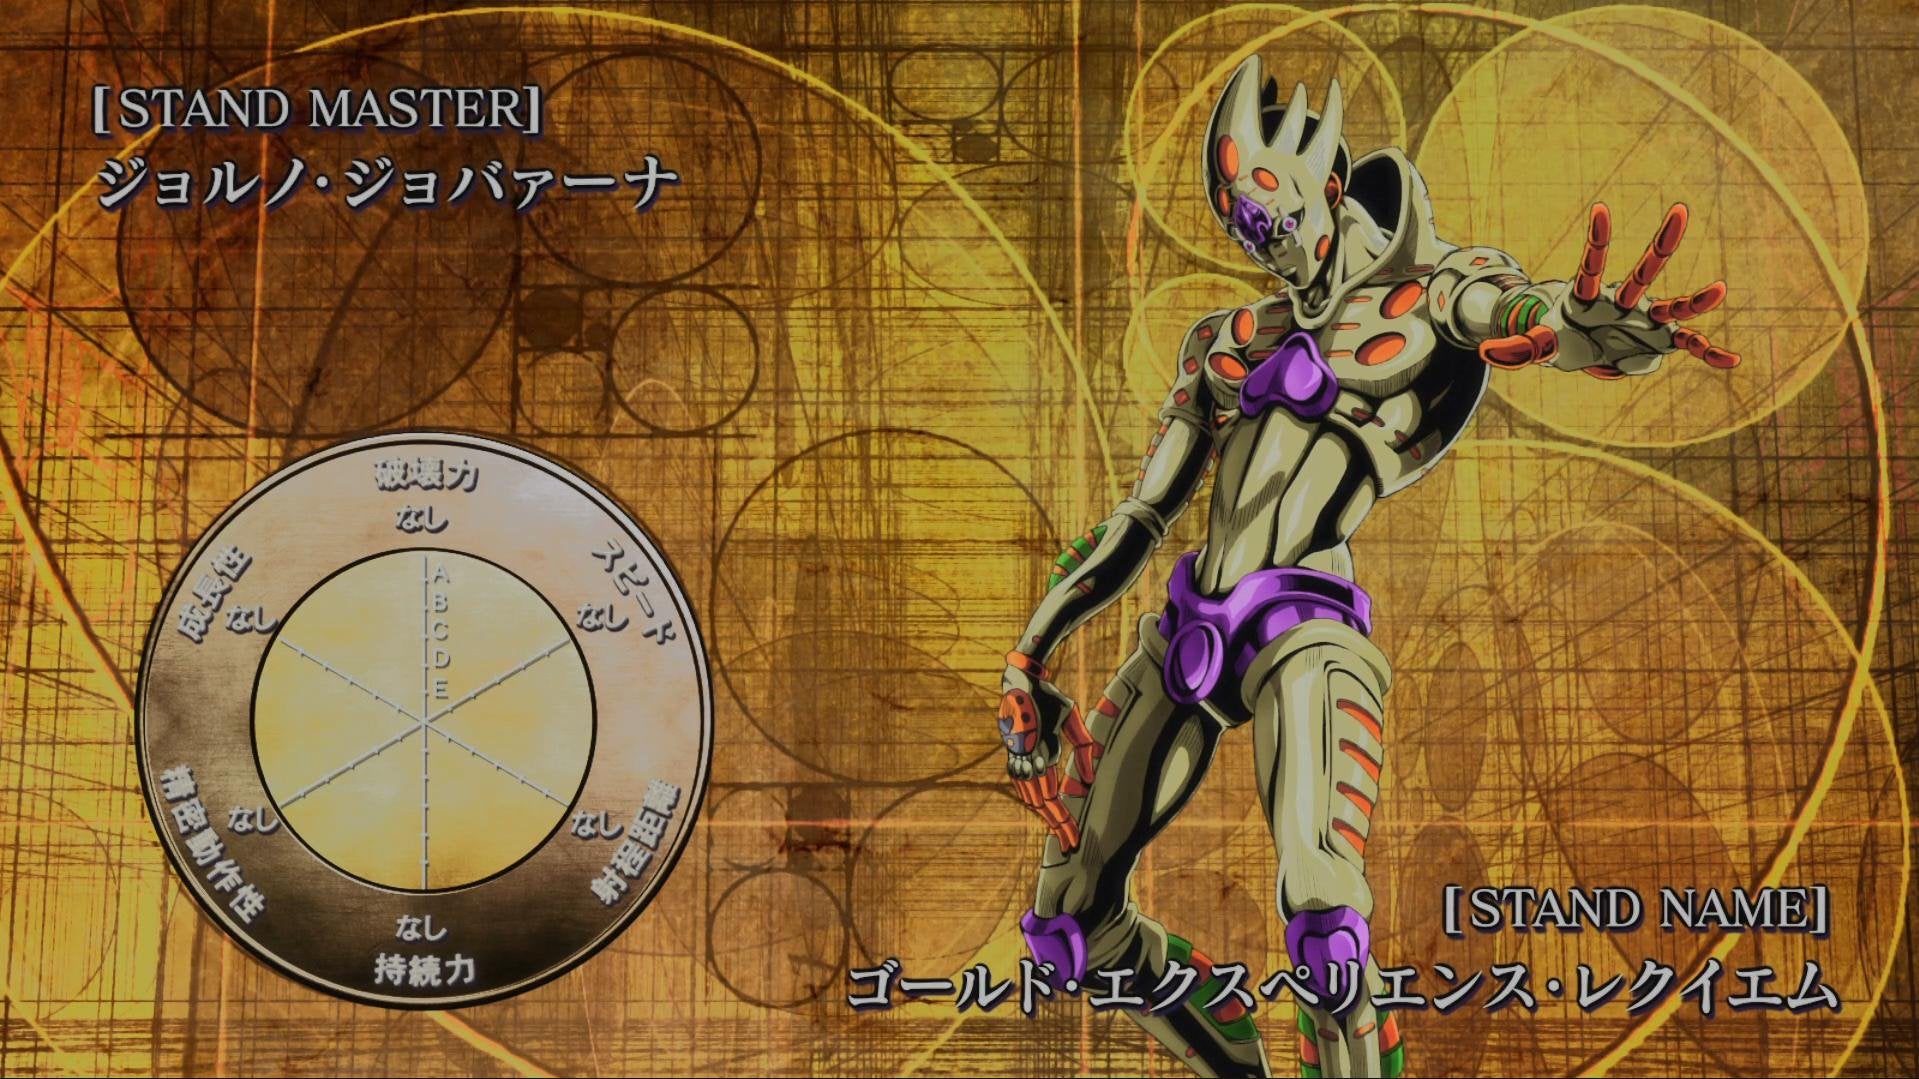 [STAND MASTER]
ジョルノ・ジョバァーナ
破壊力
なし
スピード
なし
成長性
なし
A
B
C
D
E
精密動作性
なし
射程距離
なし
なし
持続力
[STAND NAME]
ゴールド・エクスペリエンス・レクイエム